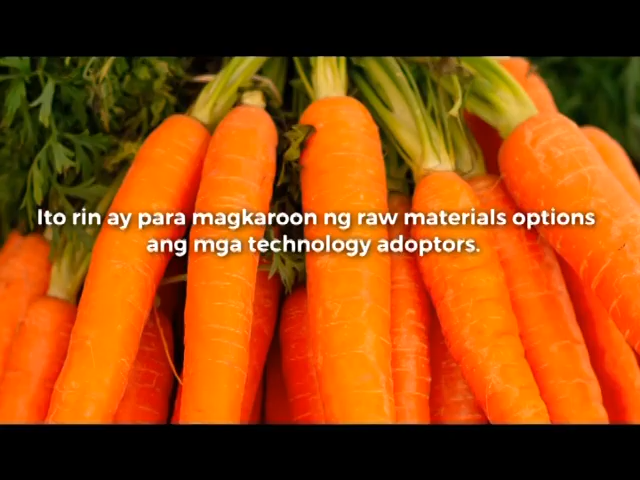 Ito rin ay para magkaroon ng raw materials options
ang mga technology adoptors.